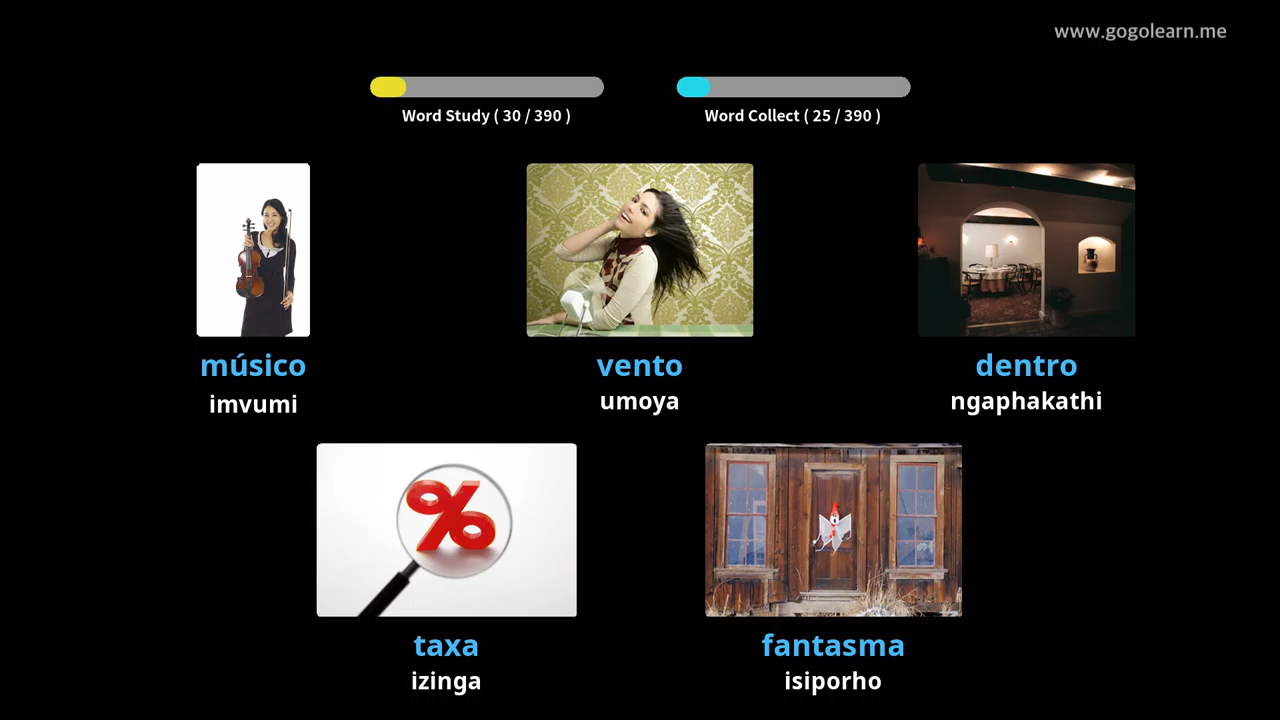 www.gogolearn.me
Word Study ( 30 / 390 )
Word Collect ( 25 / 390 )
músico
imvumi
vento
umoya
dentro
ngaphakathi
%
taxa
izinga
fantasma
isiporho